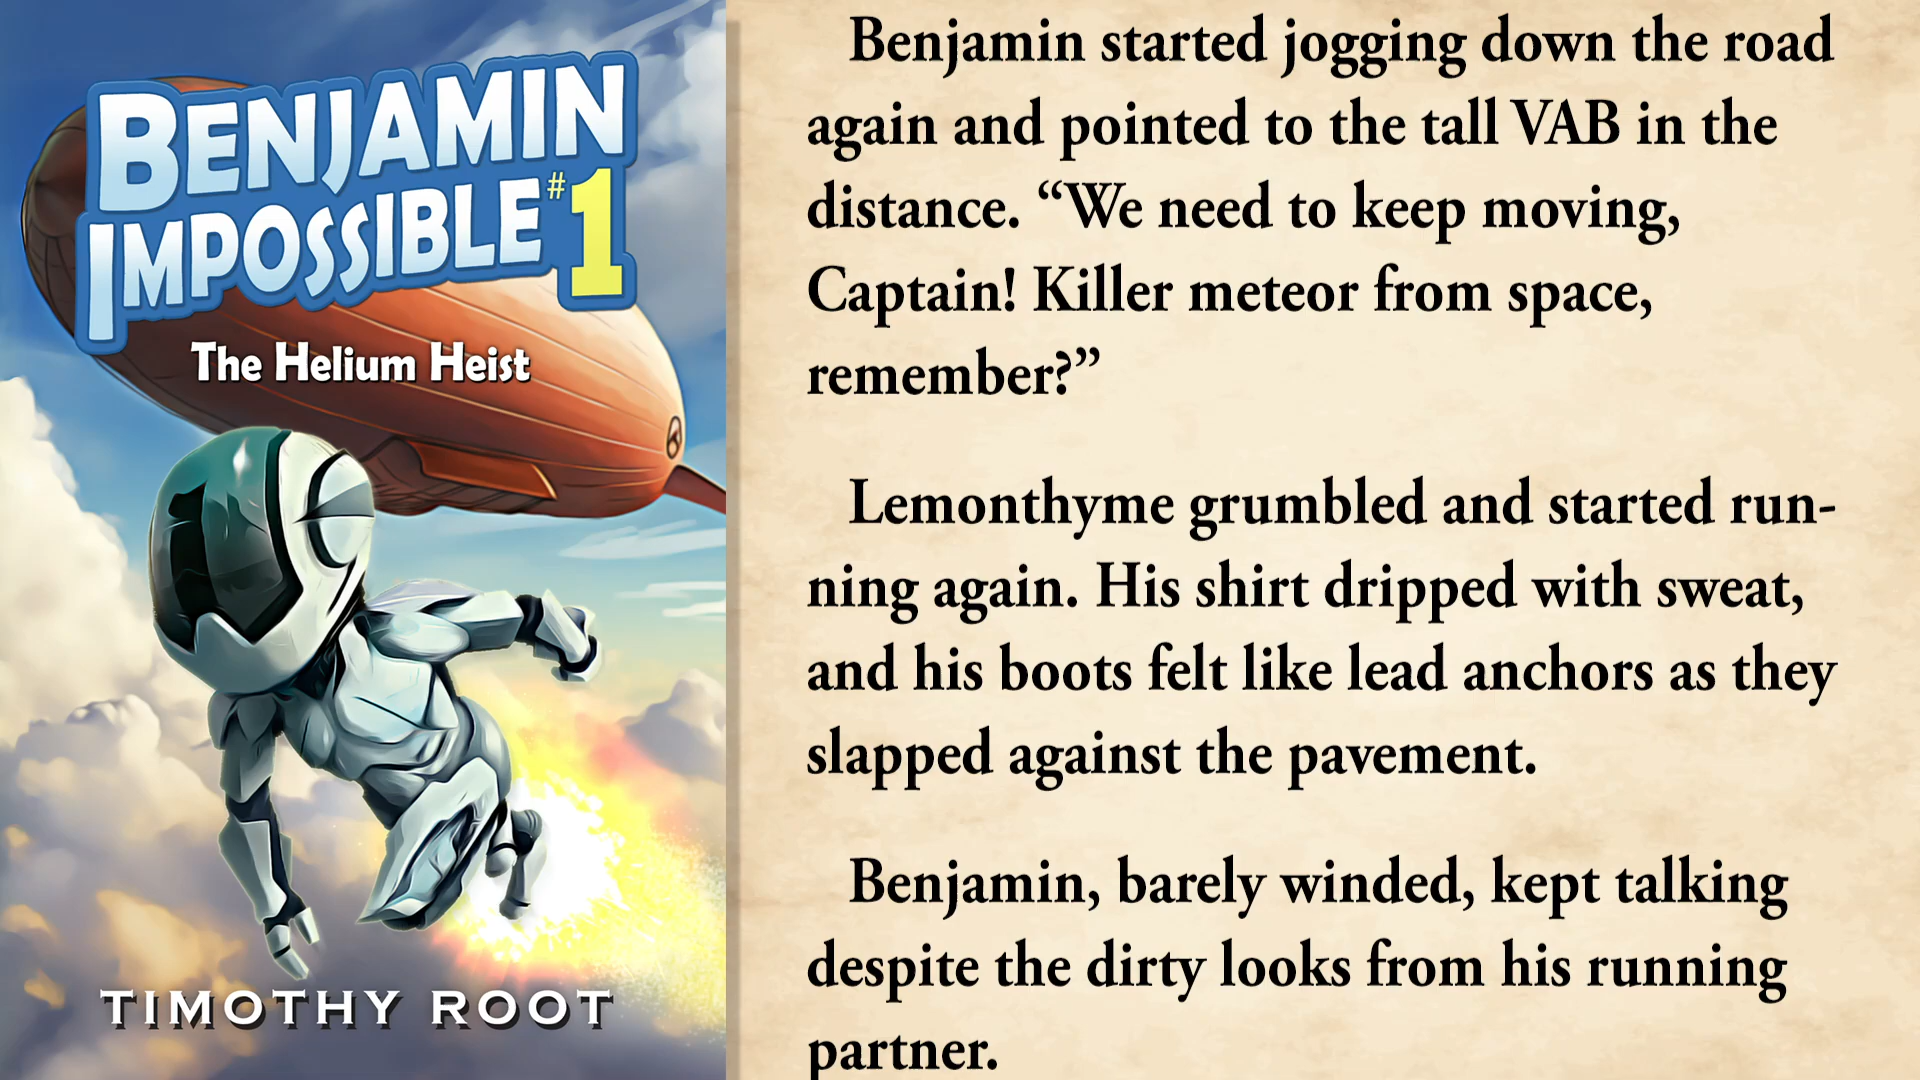 BENJAMIN
IMPOSSIBLE #1
The Helium Heist
TIMOTHY ROOT
Benjamin started jogging down the road
again and pointed to the tall VAB in the
distance. “We need to keep moving,
Captain! Killer meteor from space,
remember?”
Lemonthyme grumbled and started run-
ning again. His shirt dripped with sweat,
and his boots felt like lead anchors as they
slapped against the pavement.
Benjamin, barely winded, kept talking
despite the dirty looks from his running
partner.